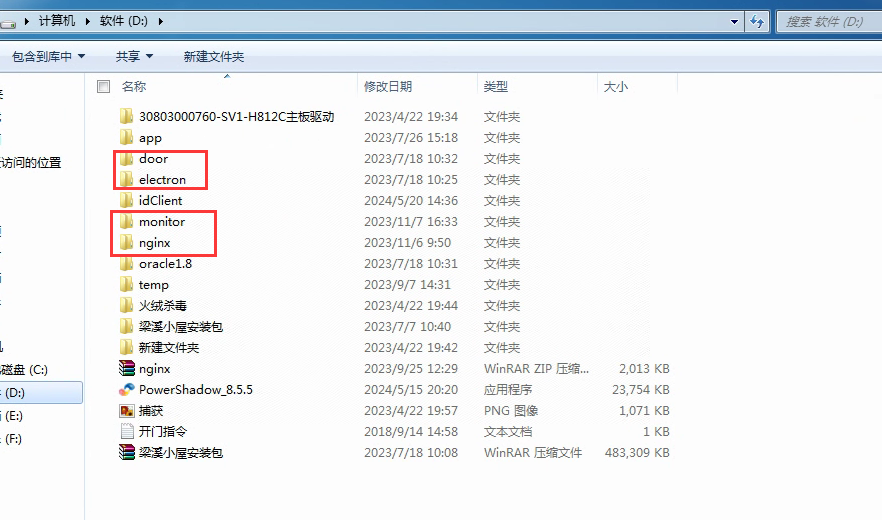 计算机 软件 (D:) 搜索 软件 (D:)
包含到库中 共享 新建文件夹
名称 修改日期 类型 大小
30803000760-SV1-H812C主板驱动 2023/4/22 19:34 文件夹
app 2023/7/26 15:18 文件夹
door 2023/7/18 10:32 文件夹
访问的位置 electron 2023/7/18 10:25 文件夹
idClient 2024/5/20 14:36 文件夹
monitor 2023/11/7 16:33 文件夹
nginx 2023/11/6 9:50 文件夹
oracle1.8 2023/7/18 10:31 文件夹
temp 2023/9/7 14:31 文件夹
火绒杀毒 2023/4/22 19:44 文件夹
梁溪小屋安装包 2023/7/7 10:40 文件夹
新建文件夹 2023/4/22 19:42 文件夹
磁盘 (C:) nginx 2023/9/25 12:29 WinRAR ZIP 压缩... 2,013 KB
(D:) PowerShadow_8.5.5 2024/5/15 20:20 应用程序 23,754 KB
(E:) 捕获 2023/4/22 19:57 PNG 图像 1,071 KB
(F:) 开门指令 2018/9/14 14:58 文本文档 1 KB
梁溪小屋安装包 2023/7/18 10:08 WinRAR 压缩文件 483,309 KB